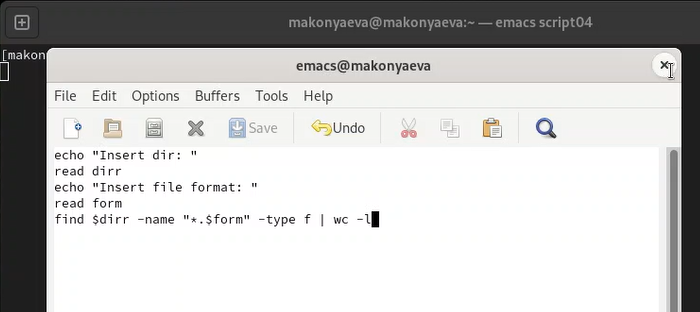 makonyaeva@makonyaeva:~ — emacs script04
[makon
emacs@makonyaeva
File Edit Options Buffers Tools Help
Save Undo
echo "Insert dir: "
read dirr
echo "Insert file format: "
read form
find $dirr -name "*.$form" -type f | wc -l